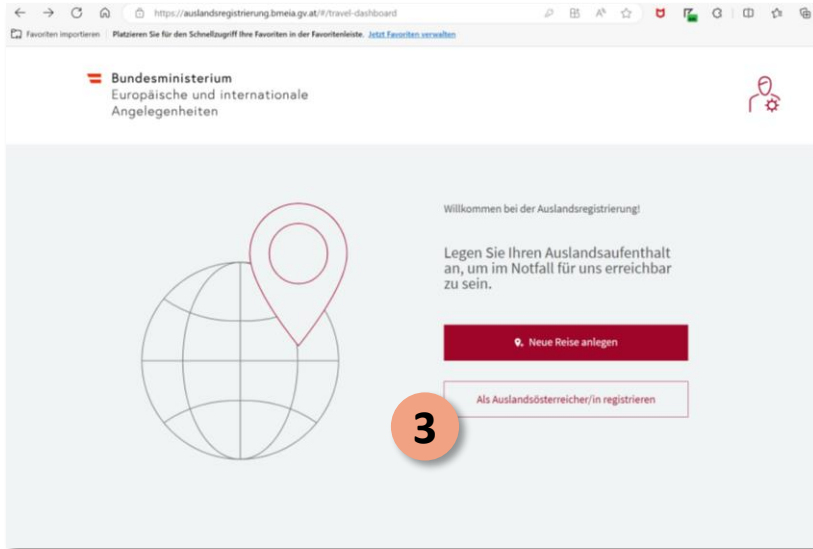 https://auslandsregistrierung.bmeia.gv.at/#/travel-dashboard
Favoriten importieren | Platzieren Sie für den Schnellzugriff Ihre Favoriten in der Favoritenleiste. Jetzt Favoriten verwalten
Bundesministerium
Europäische und internationale
Angelegenheiten
Willkommen bei der Auslandsregistrierung!
Legen Sie Ihren Auslandsaufenthalt
an, um im Notfall für uns erreichbar
zu sein.
Neue Reise anlegen
Als Auslandsösterreicher/in registrieren
3